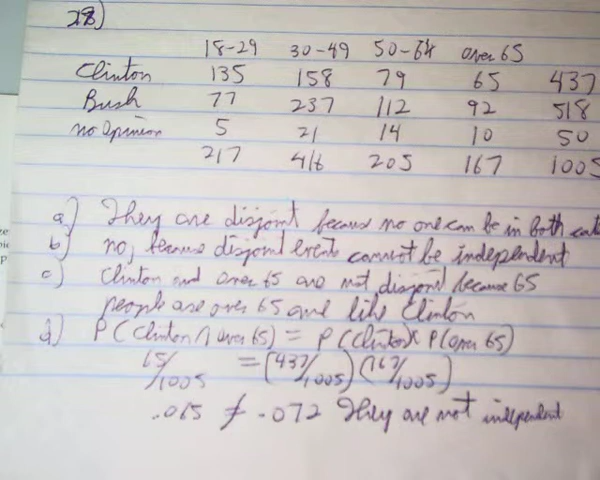 28)
18-29 30-49 50-64 over 65
Clinton 135 158 79 65 437
Bush 77 237 112 92 518
no Opinion 5 21 14 10 50
217 416 205 167 1005
a) They are disjoint because no one can be in both cat
b) no, because disjoint events cannot be independent
c) Clinton and over 65 are not disjoint because 65
people are over 65 and like Clinton
d) P(Clinton ∩ over 65) = P(Clinton) x P(over 65)
65/1005 = (437/1005)(167/1005)
.065 ≠ .072 They are not independent